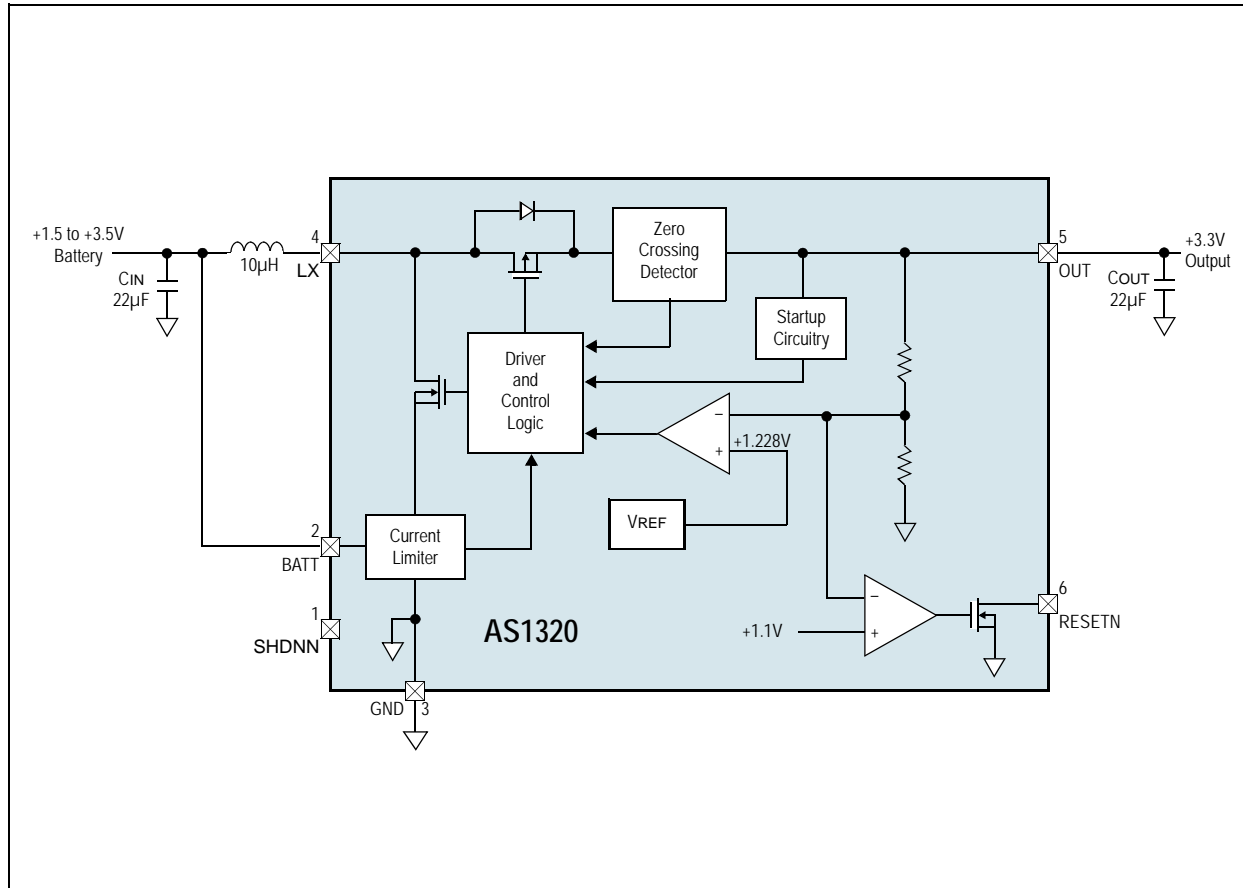 +1.5 to +3.5V
Battery
CIN
22µF
10µH
4
LX
Zero
Crossing
Detector
5
OUT
+3.3V
Output
COUT
22µF
Startup
Circuitry
Driver
and
Control
Logic
−
+1.228V
+
VREF
2
BATT
Current
Limiter
1
SHDNN
AS1320
+1.1V
−
+
6
RESETN
GND
3